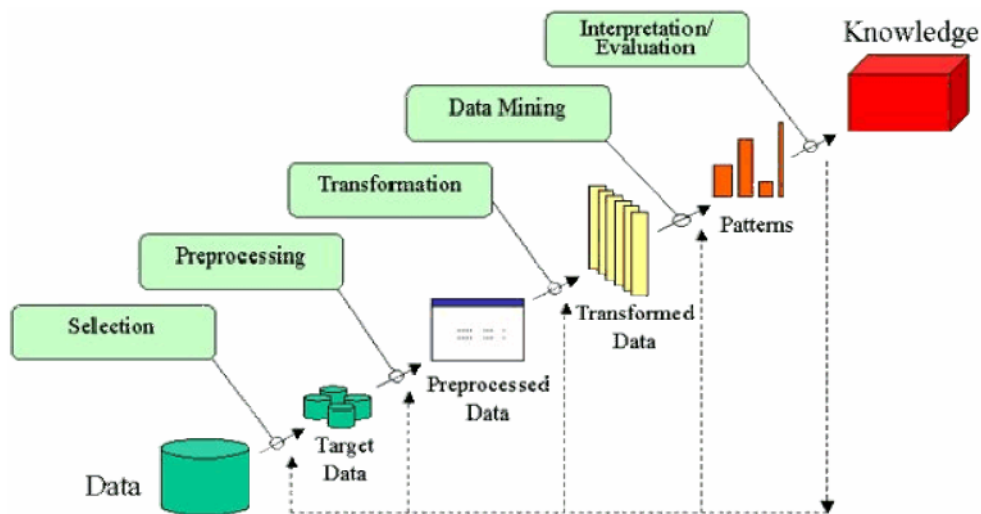 Interpretation/
Evaluation
Knowledge
Data Mining
Transformation
Patterns
Preprocessing
Transformed
Data
Selection
Preprocessed
Data
Target
Data
Data